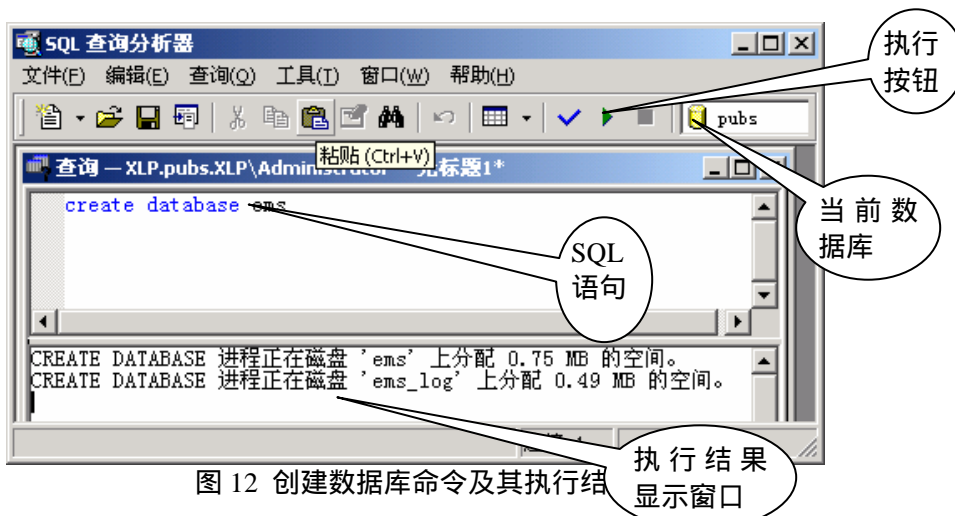 SQL 查询分析器
文件(F) 编辑(E) 查询(Q) 工具(T) 窗口(W) 帮助(H)
执行
按钮
pubs
粘贴 (Ctrl+V)
查询 — XLP.pubs.XLP\Administrator 标题1*
create database ems
当前数
据库
SQL
语句
CREATE DATABASE 进程正在磁盘 'ems' 上分配 0.75 MB 的空间。
CREATE DATABASE 进程正在磁盘 'ems_log' 上分配 0.49 MB 的空间。
执行结果
显示窗口
图 12 创建数据库命令及其执行结